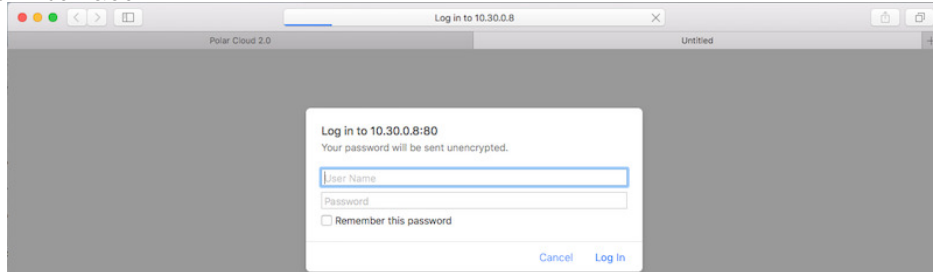 Log in to 10.30.0.8
Polar Cloud 2.0
Untitled
Log in to 10.30.0.8:80
Your password will be sent unencrypted.
User Name
Password
Remember this password
Cancel
Log In